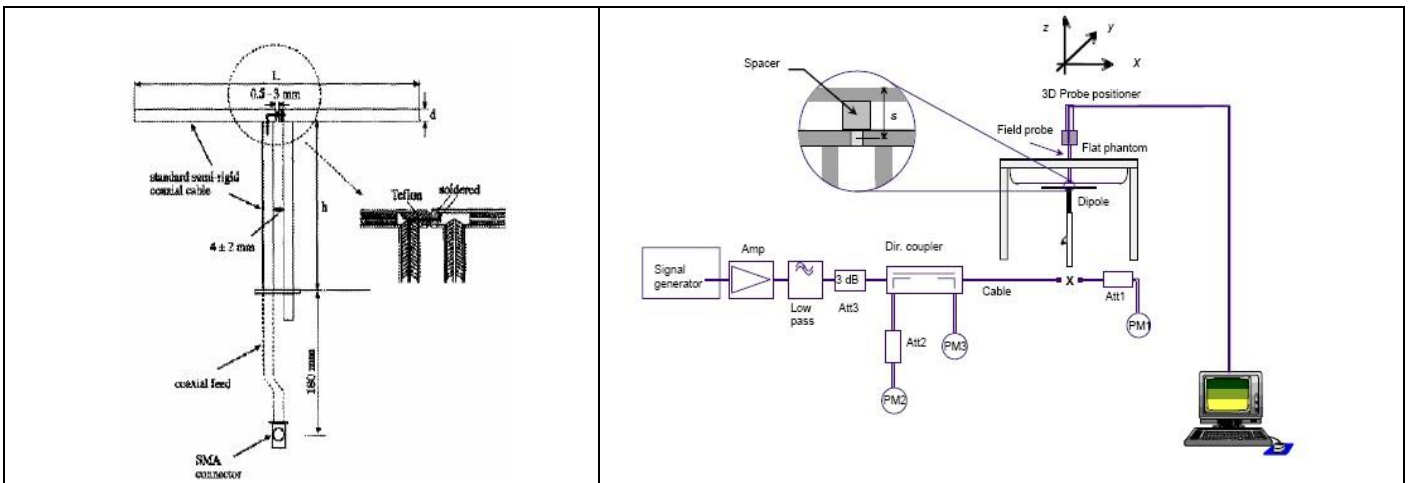 L
0.5 - 3 mm
d
standard semi-rigid
coaxial cable
h
Teflon
soldered
4 ± 2 mm
180 mm
coaxial feed
SMA
connector
z
y
X
Spacer
s
3D Probe positioner
Field probe
Flat phantom
Dipole
Signal
generator
Amp
Low
pass
3 dB
Att3
Dir. coupler
Cable
x
Att1
PM1
Att2
PM3
PM2